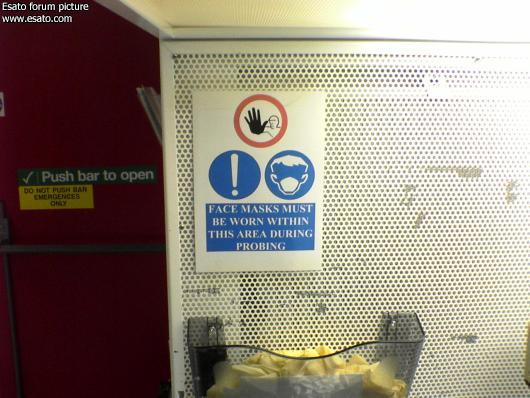 Esato forum picture
www.esato.com
✓ Push bar to open
DO NOT PUSH BAR
EMERGENCIES
ONLY
FACE MASKS MUST
BE WORN WITHIN
THIS AREA DURING
PROBING